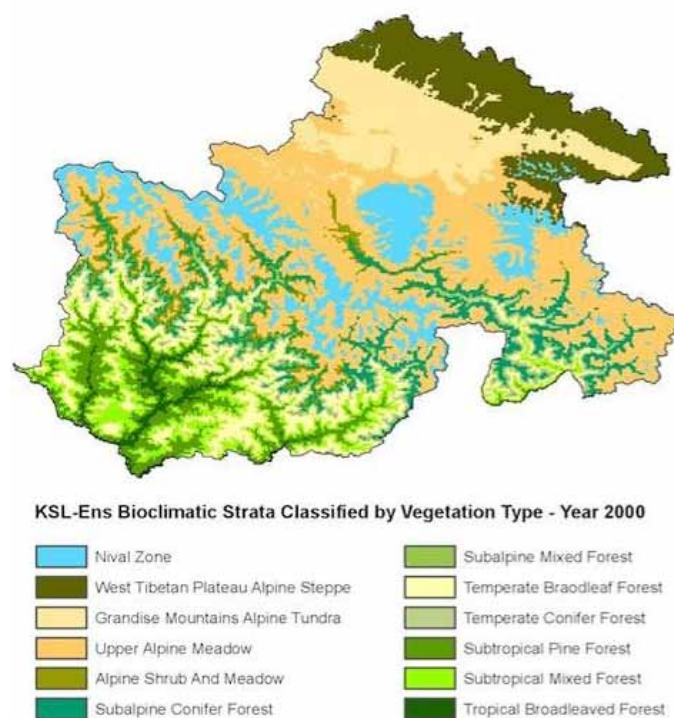 KSL-Ens Bioclimatic Strata Classified by Vegetation Type - Year 2000
Nival Zone
West Tibetan Plateau Alpine Steppe
Grandise Mountains Alpine Tundra
Upper Alpine Meadow
Alpine Shrub And Meadow
Subalpine Conifer Forest
Subalpine Mixed Forest
Temperate Braodleaf Forest
Temperate Conifer Forest
Subtropical Pine Forest
Subtropical Mixed Forest
Tropical Broadleaved Forest